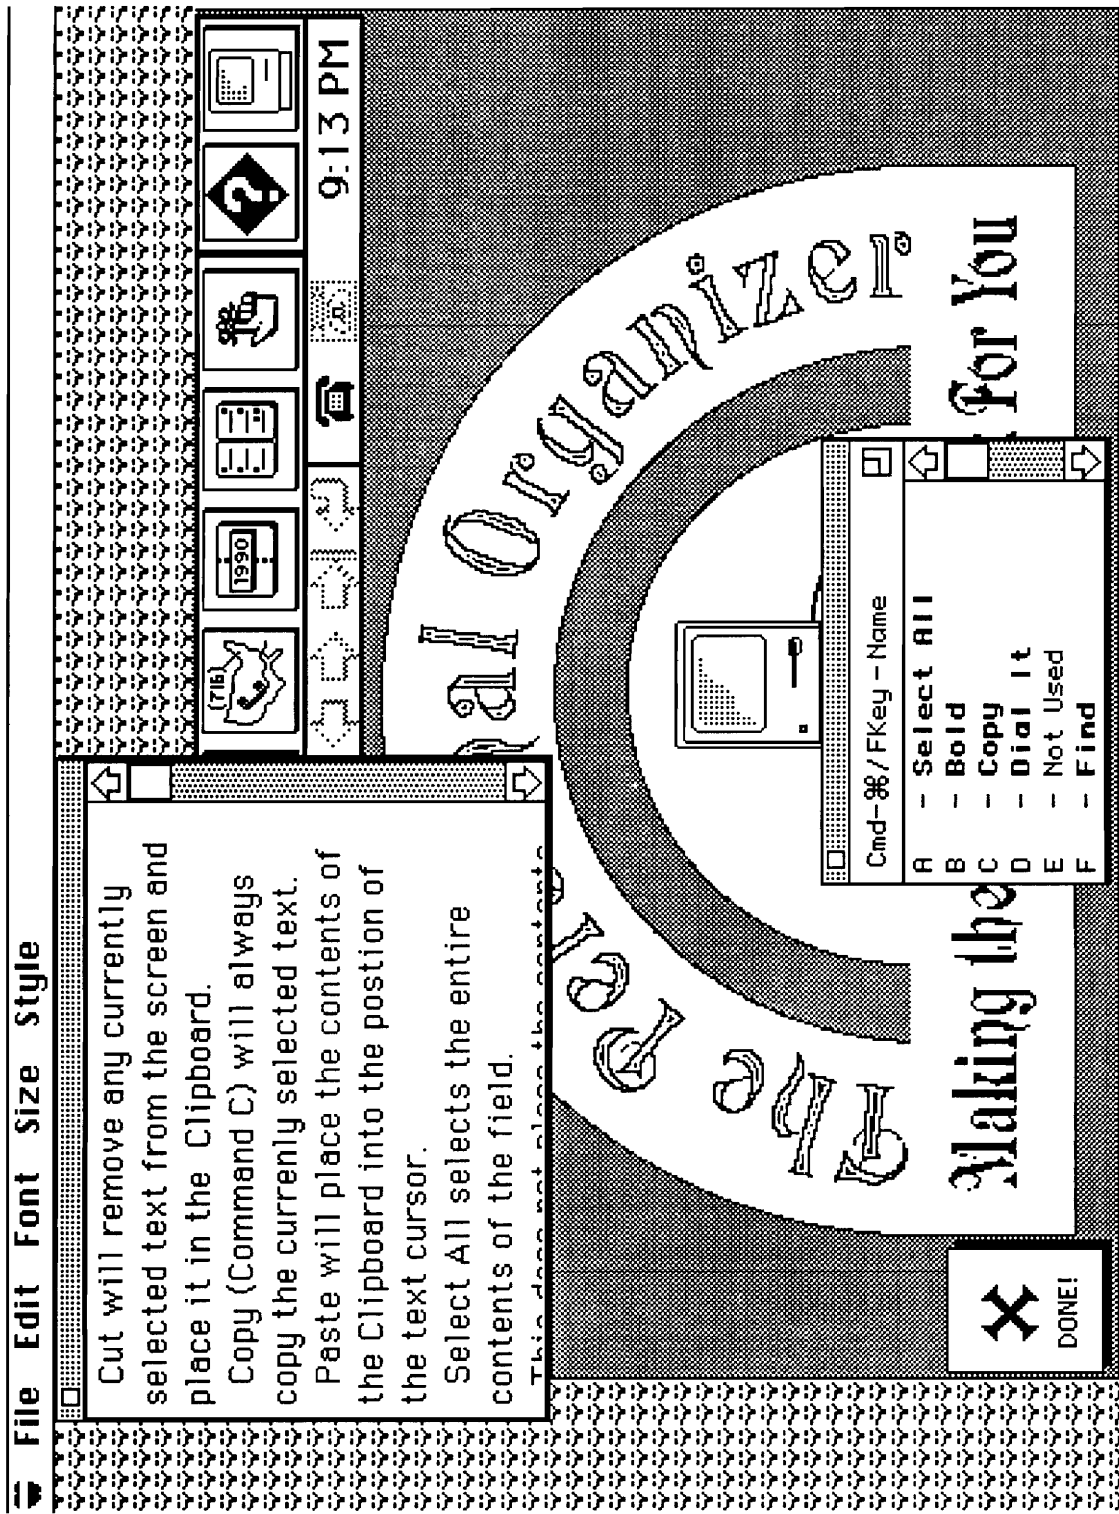 File Edit Font Size Style
Cut will remove any currently
selected text from the screen and
place it in the Clipboard.
Copy (Command C) will always
copy the currenly selected text.
Paste will place the contents of
the Clipboard into the postion of
the text cursor.
Select All selects the entire
contents of the field.
(716)
1990
9:13 PM
The
al Organizer
Making the
For You
Cmd-⌘/FKey-Name
A - Select All
B - Bold
C - Copy
D - Dial It
E - Not Used
F - Find
DONE!